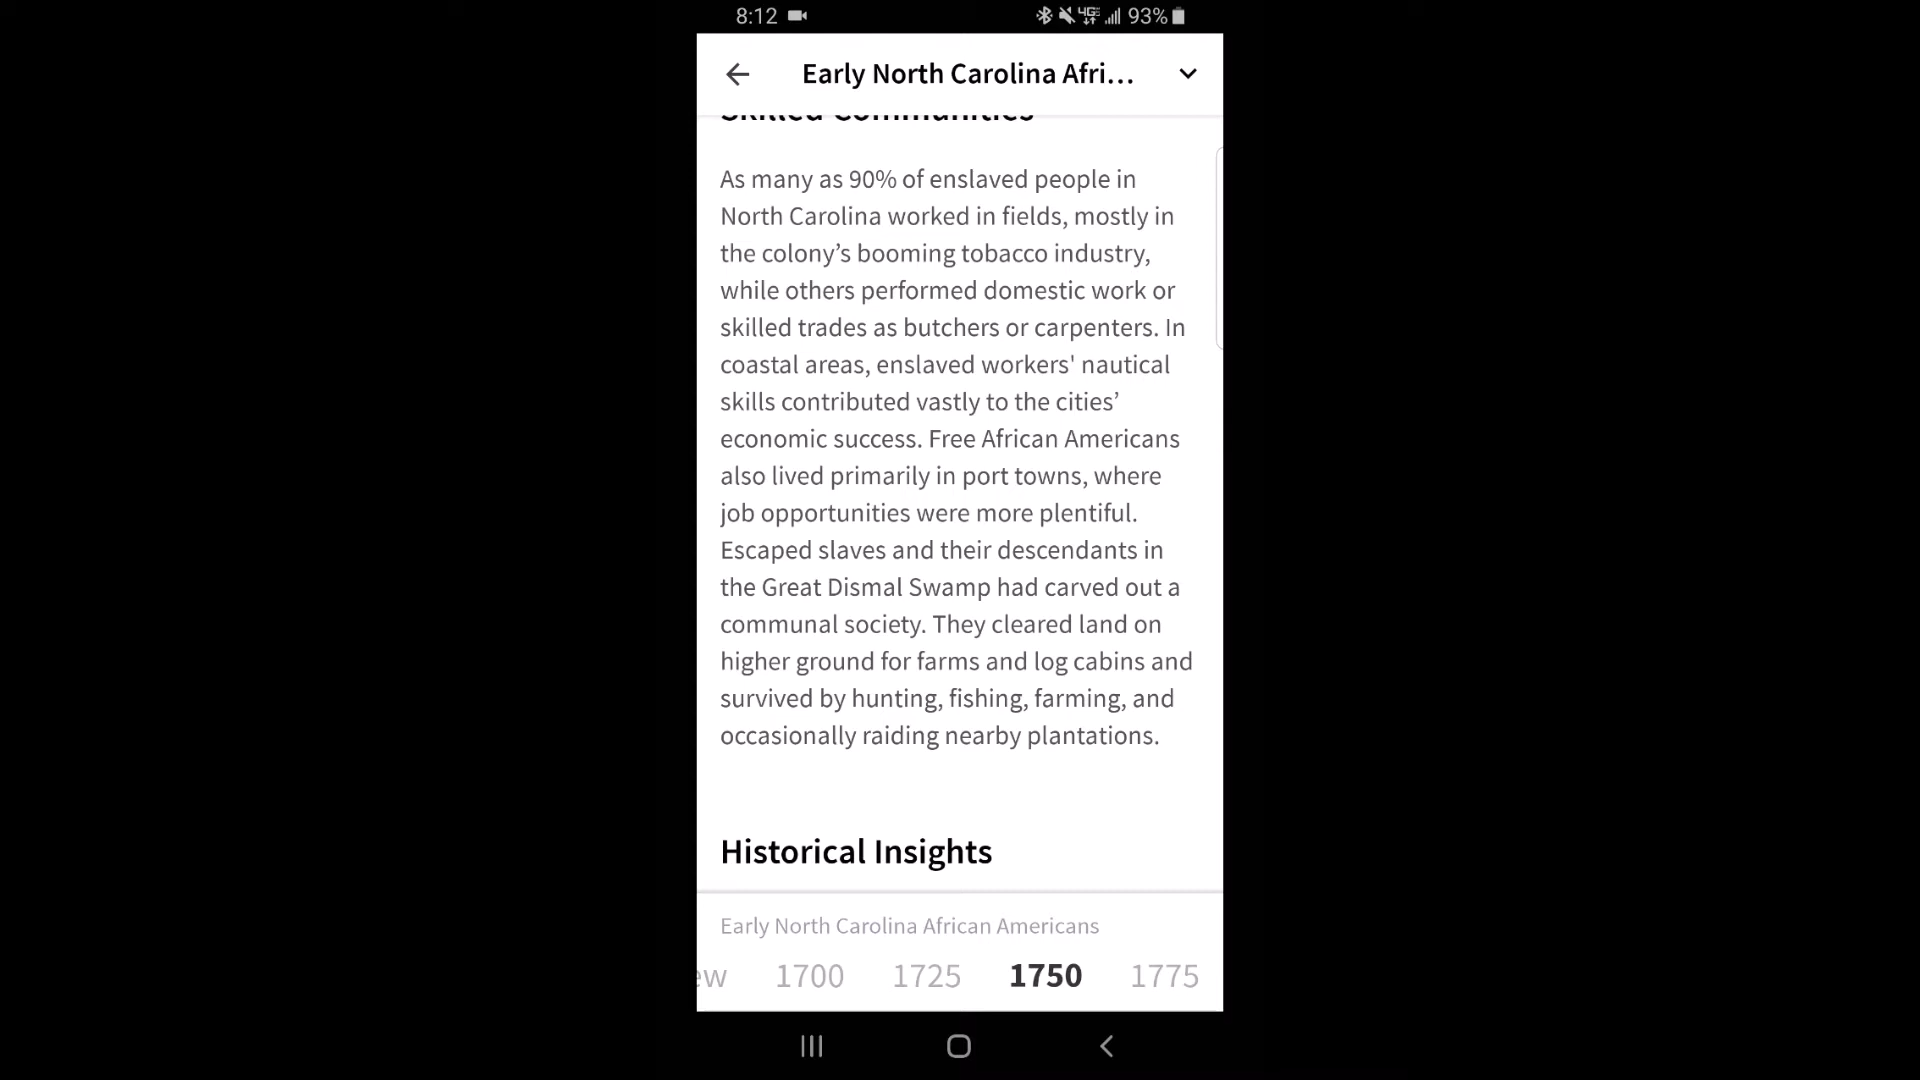 8:12
93%
Early North Carolina Afri...
Skilled Communities
As many as 90% of enslaved people in
North Carolina worked in fields, mostly in
the colony’s booming tobacco industry,
while others performed domestic work or
skilled trades as butchers or carpenters. In
coastal areas, enslaved workers' nautical
skills contributed vastly to the cities’
economic success. Free African Americans
also lived primarily in port towns, where
job opportunities were more plentiful.
Escaped slaves and their descendants in
the Great Dismal Swamp had carved out a
communal society. They cleared land on
higher ground for farms and log cabins and
survived by hunting, fishing, farming, and
occasionally raiding nearby plantations.
Historical Insights
Early North Carolina African Americans
ew 1700 1725 1750 1775